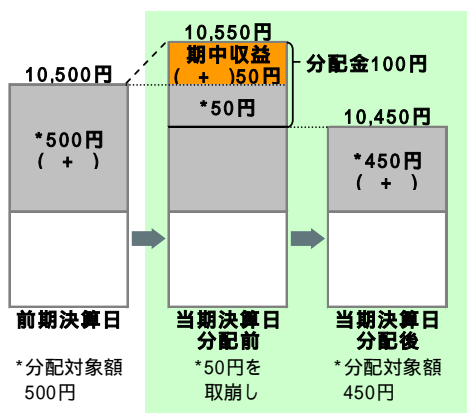 10,550円
期中収益
( + )50円
分配金100円
10,500円
*50円
10,450円
*500円
( + )
*450円
( + )
前期決算日
当期決算日
分配前
当期決算日
分配後
*分配対象額
500円
*50円を
取崩し
*分配対象額
450円